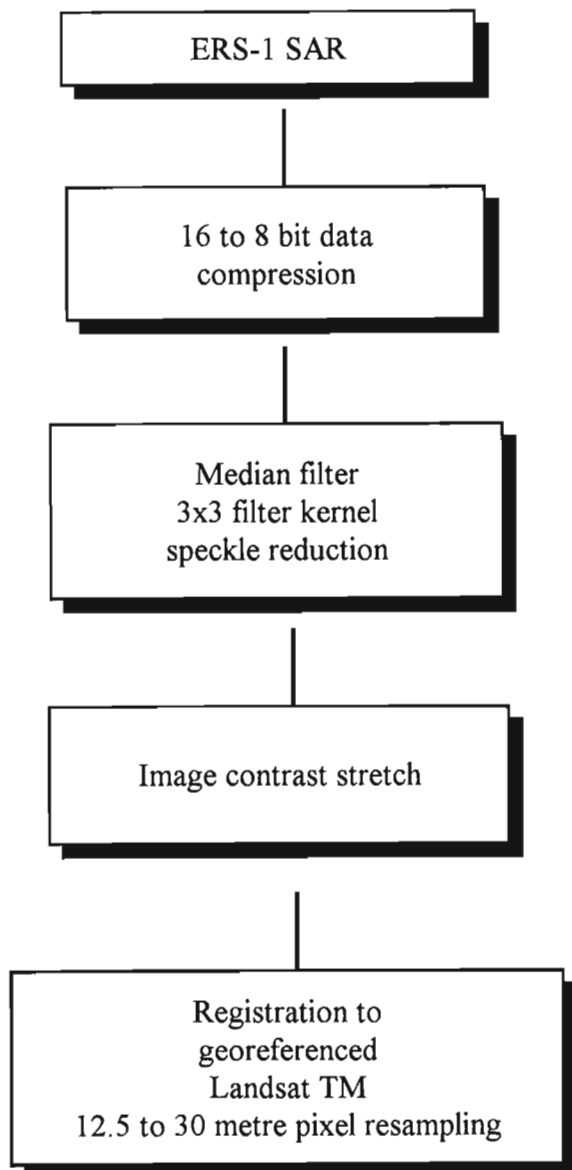 ERS-1 SAR
16 to 8 bit data
compression
Median filter
3x3 filter kernel
speckle reduction
Image contrast stretch
Registration to
georeferenced
Landsat TM
12.5 to 30 metre pixel resampling